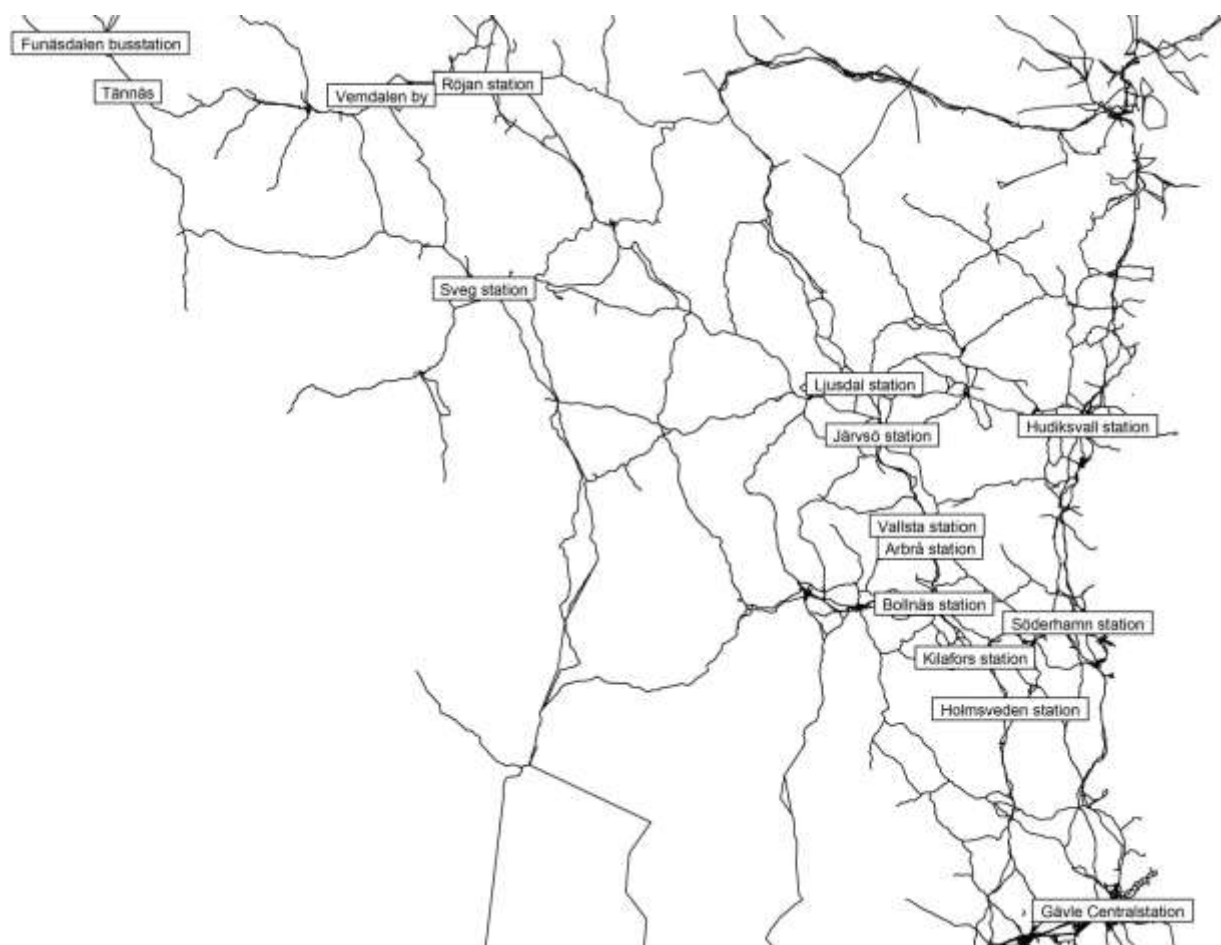 Funäsdalen busstation
Tännäs
Vemdalen by
Röjan station
Sveg station
Ljusdal station
Järvsö station
Hudiksvall station
Vallsta station
Arbrå station
Bollnäs station
Söderhamn station
Kilafors station
Holmsveden station
Gävle Centralstation